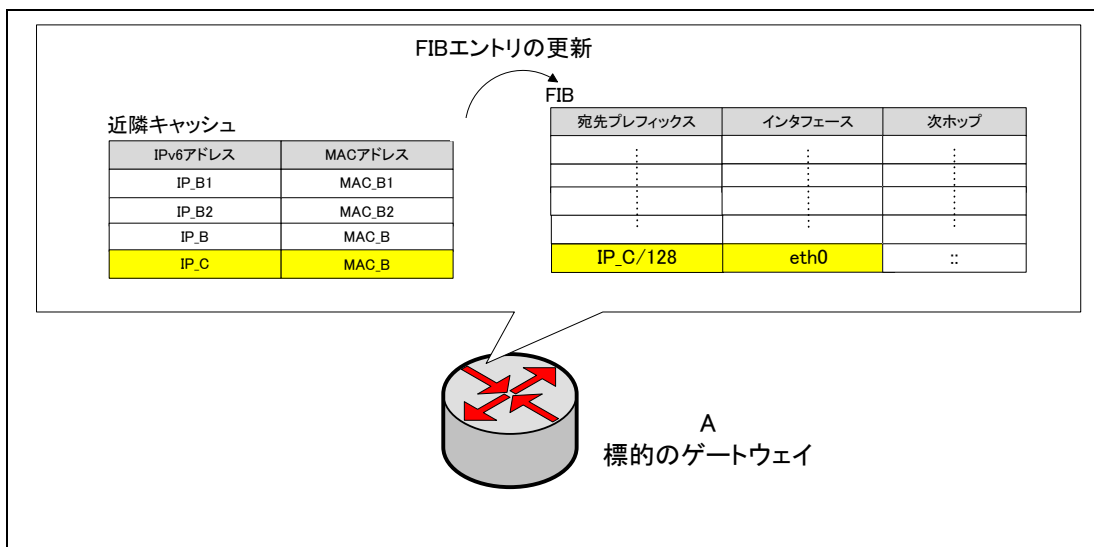 FIBエントリの更新
近隣キャッシュ
IPv6アドレス MACアドレス
IP_B1 MAC_B1
IP_B2 MAC_B2
IP_B MAC_B
IP_C MAC_B
FIB
宛先プレフィックス インタフェース 次ホップ
IP_C/128 eth0 ::
A
標的のゲートウェイ